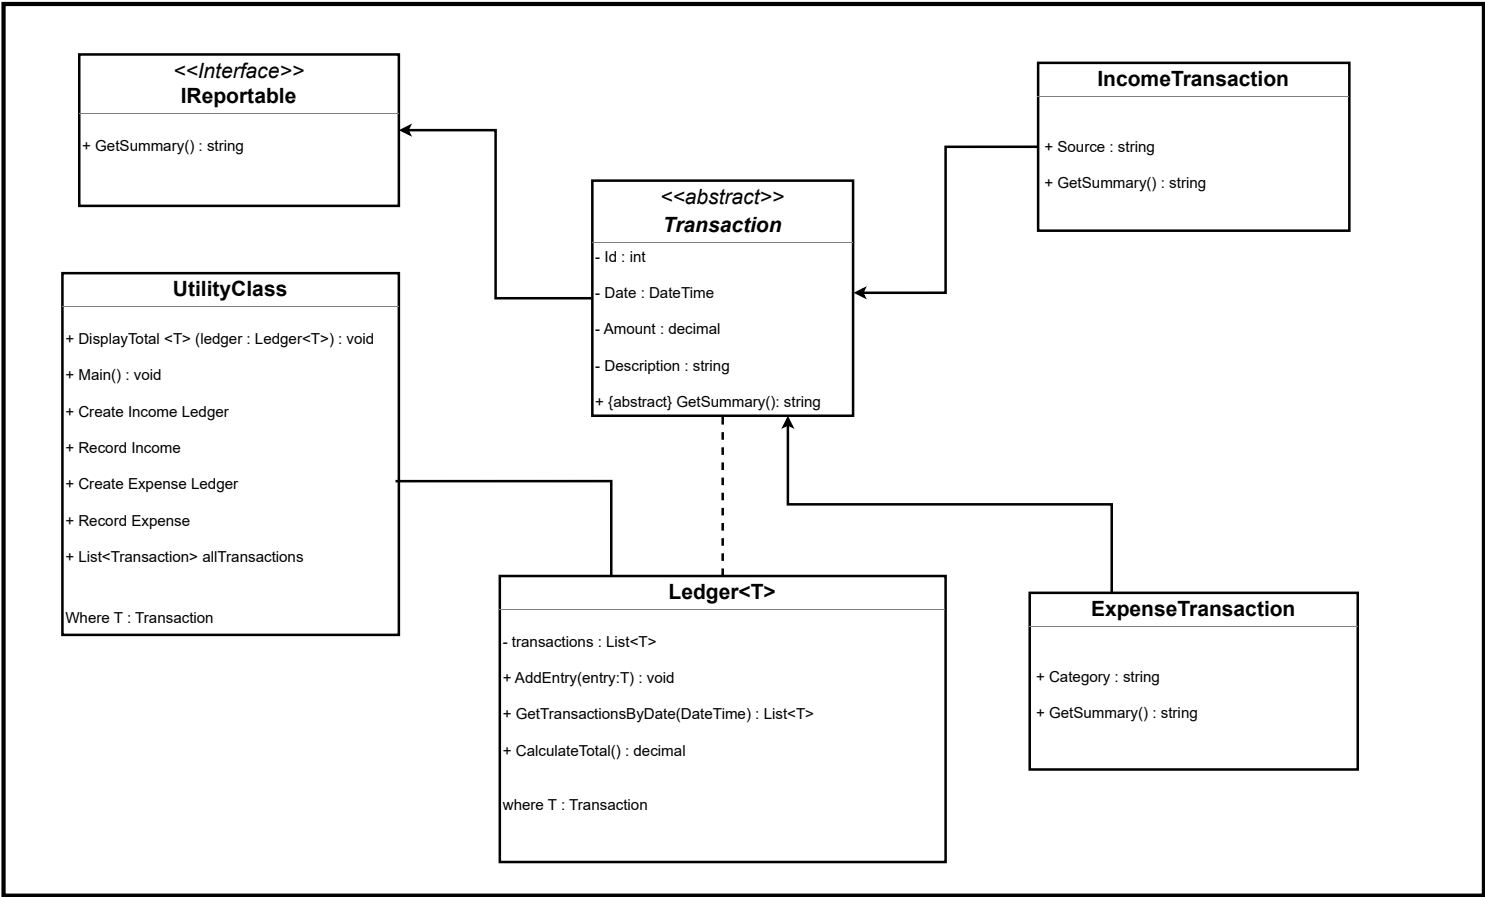 <<Interface>>
IReportable
+ GetSummary() : string
UtilityClass
+ DisplayTotal <T> (ledger : Ledger<T>) : void
+ Main() : void
+ Create Income Ledger
+ Record Income
+ Create Expense Ledger
+ Record Expense
+ List<Transaction> allTransactions
Where T : Transaction
<<abstract>>
Transaction
- Id : int
- Date : DateTime
- Amount : decimal
- Description : string
+ {abstract} GetSummary(): string
Ledger<T>
- transactions : List<T>
+ AddEntry(entry:T) : void
+ GetTransactionsByDate(DateTime) : List<T>
+ CalculateTotal() : decimal
where T : Transaction
IncomeTransaction
+ Source : string
+ GetSummary() : string
ExpenseTransaction
+ Category : string
+ GetSummary() : string